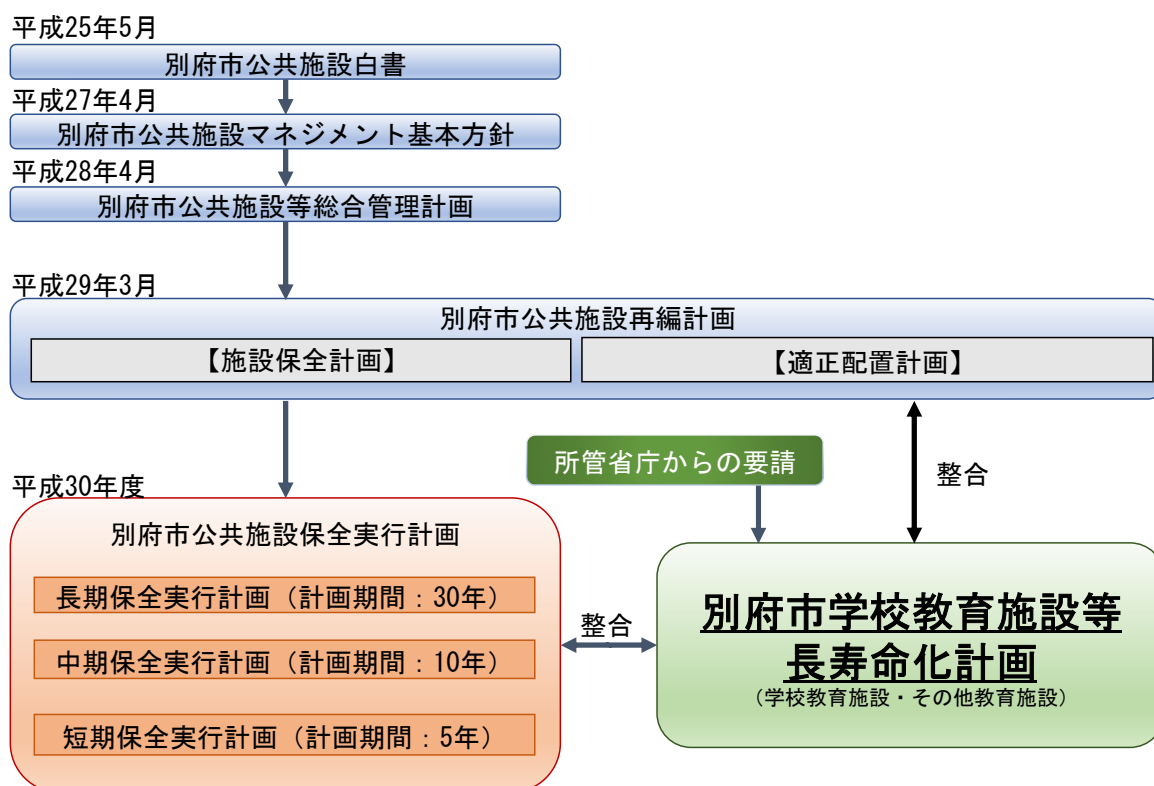 平成25年5月
別府市公共施設白書
平成27年4月
別府市公共施設マネジメント基本方針
平成28年4月
別府市公共施設等総合管理計画
平成29年3月
別府市公共施設再編計画
【施設保全計画】
【適正配置計画】
所管省庁からの要請
整合
平成30年度
別府市公共施設保全実行計画
長期保全実行計画（計画期間：30年）
中期保全実行計画（計画期間：10年）
短期保全実行計画（計画期間：5年）
整合
別府市学校教育施設等
長寿命化計画
（学校教育施設・その他教育施設）